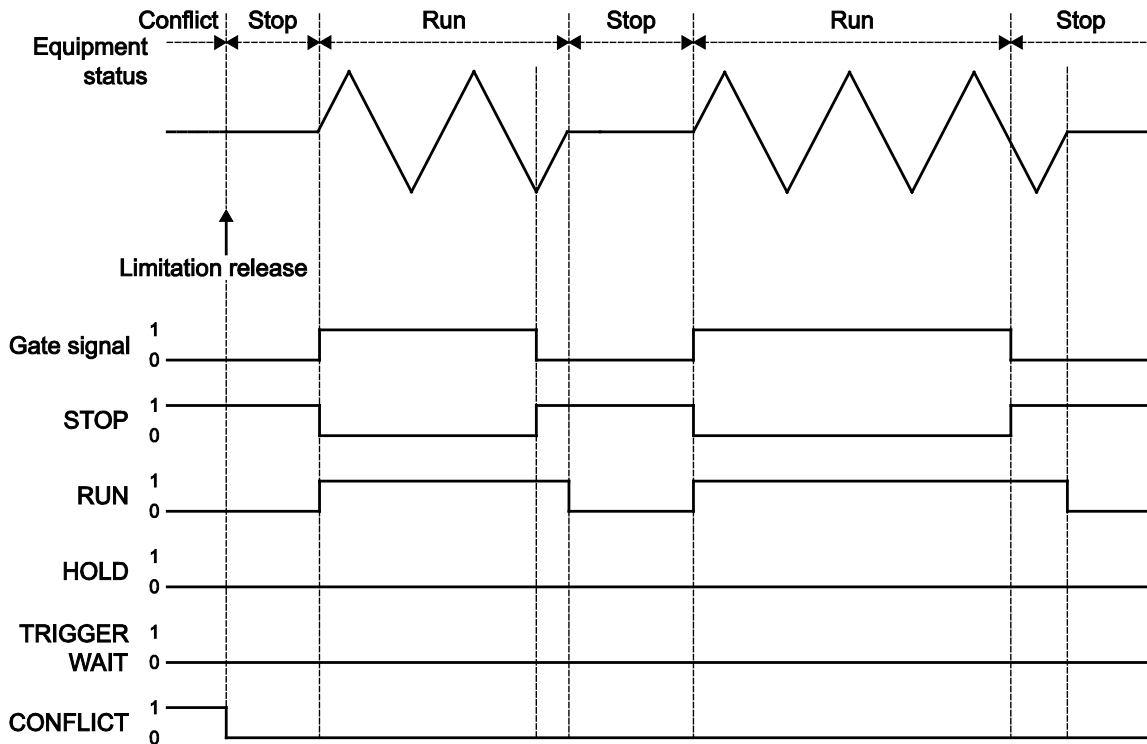 Conflict Stop Run Stop Run Stop
Equipment
status
Limitation release
Gate signal 1
0
STOP 1
0
RUN 1
0
HOLD 1
0
TRIGGER
WAIT 1
0
CONFLICT 1
0